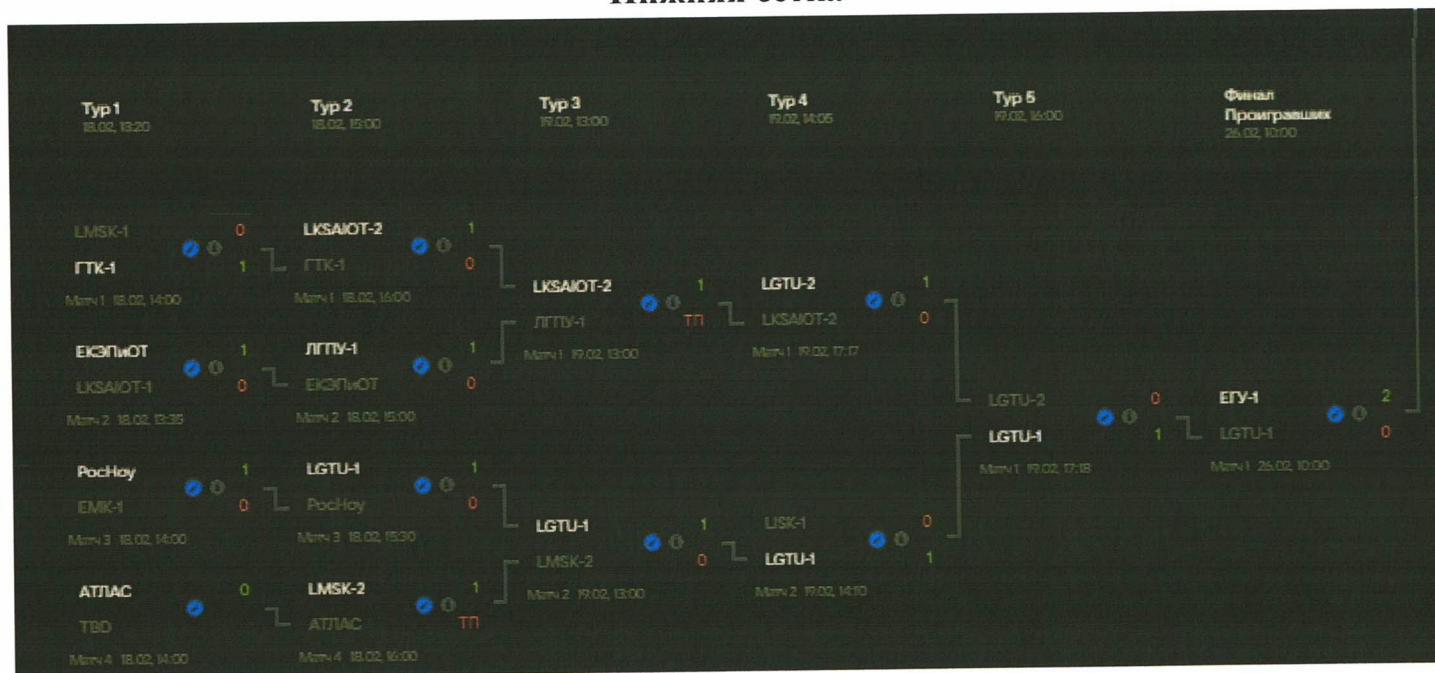 Тур 1
18.02, 13:20
LMSK-1 0
ГТК-1 1
Матч 1 18.02, 14:00
ЕКЭПиОТ 1
LKSAIOT-1 0
Матч 2 18.02, 13:35
РосНоу 1
ЕМК-1 0
Матч 3 18.02, 14:00
АТЛАС 0
TBD
Матч 4 18.02, 14:00
Тур 2
18.02, 15:00
LKSAIOT-2 1
ГТК-1 0
Матч 1 18.02, 16:00
ЛГПУ-1 1
ЕКЭПиОТ 0
Матч 2 18.02, 15:00
LGTU-1 1
РосНоу 0
Матч 3 18.02, 15:30
LMSK-2 1
АТЛАС ТП
Матч 4 18.02, 16:00
Тур 3
19.02, 13:00
LKSAIOT-2 1
ЛГПУ-1 ТП
Матч 1 19.02, 13:00
LGTU-1 1
LMSK-2 0
Матч 2 19.02, 13:00
Тур 4
19.02, 14:05
LGTU-2 1
LKSAIOT-2 0
Матч 1 19.02, 17:17
LISK-1 0
LGTU-1 1
Матч 2 19.02, 14:10
Тур 5
19.02, 16:00
LGTU-2 0
LGTU-1 1
Матч 1 19.02, 17:18
Финал
Проигравших
26.02, 10:00
ЕГУ-1 2
LGTU-1 0
Матч 1 26.02, 10:00